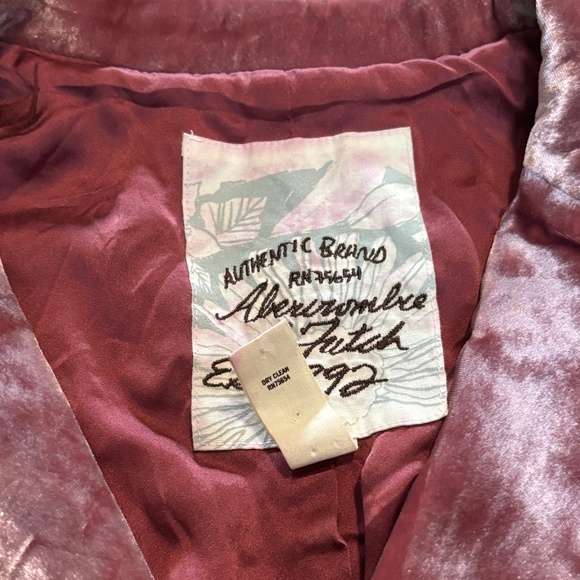 AUTHENTIC BRAND
RN75654
Abercrombie
Fitch
DRY CLEAN
RN75654